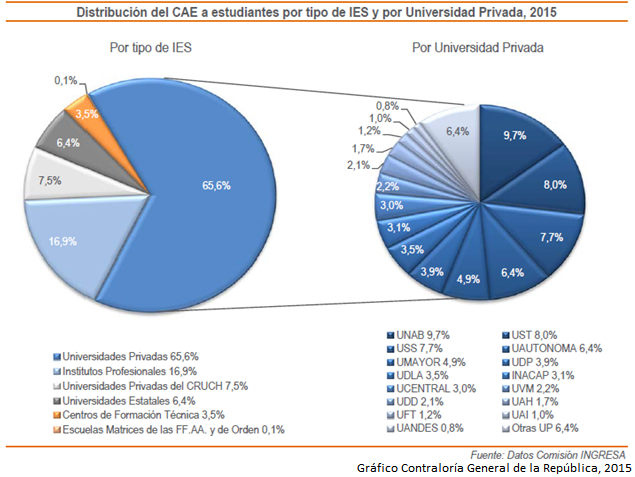 Distribución del CAE a estudiantes por tipo de IES y por Universidad Privada, 2015
Por tipo de IES
Por Universidad Privada
0,1%
3,5%
6,4%
7,5%
16,9%
65,6%
0,8%
1,0%
1,2%
1,7%
2,1%
2,2%
3,0%
3,1%
3,5%
3,9%
4,9%
6,4%
7,7%
8,0%
9,7%
6,4%
Universidades Privadas 65,6%
Institutos Profesionales 16,9%
Universidades Privadas del CRUCH 7,5%
Universidades Estatales 6,4%
Centros de Formación Técnica 3,5%
Escuelas Matrices de las FF.AA. y de Orden 0,1%
UNAB 9,7% UST 8,0%
USS 7,7% UAUTONOMA 6,4%
UMAYOR 4,9% UDP 3,9%
UDLA 3,5% INACAP 3,1%
UCENTRAL 3,0% UVM 2,2%
UDD 2,1% UAH 1,7%
UFT 1,2% UAI 1,0%
UANDES 0,8% Otras UP 6,4%
Fuente: Datos Comisión INGRESA
Gráfico Contraloría General de la República, 2015